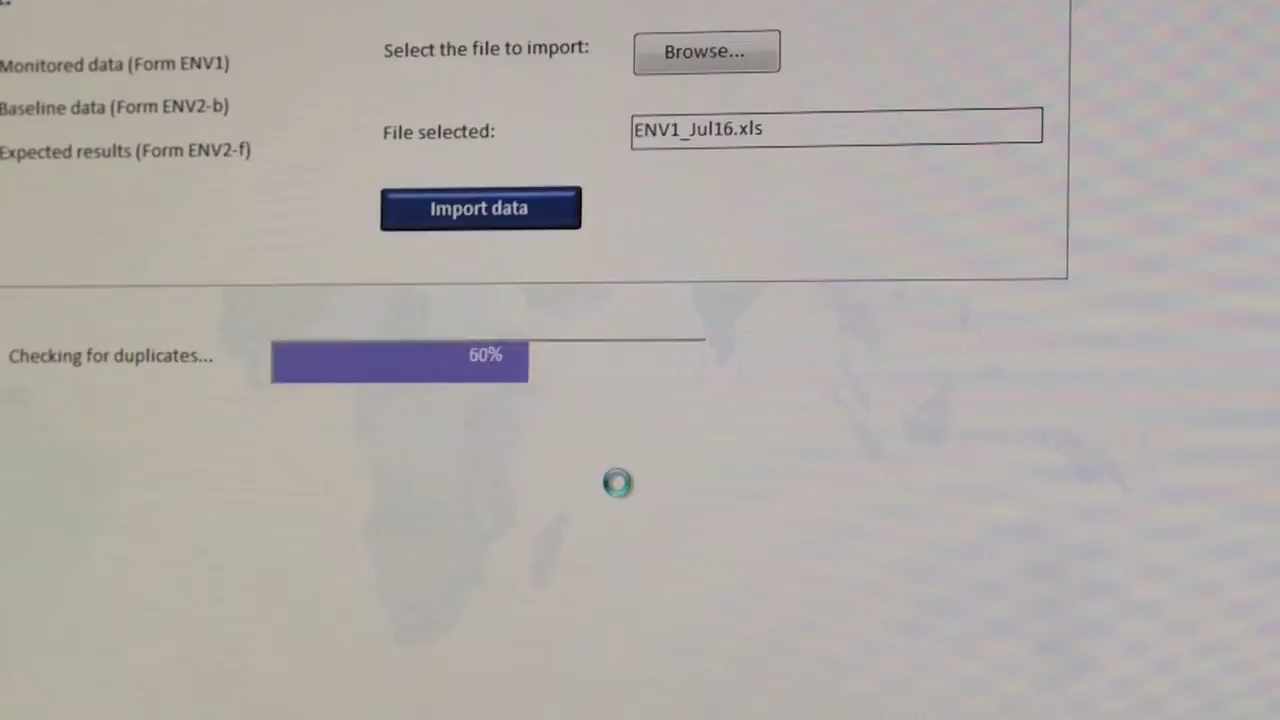 Select the file to import: Browse...
Monitored data (Form ENV1)
Baseline data (Form ENV2-b)
File selected: ENV1_Jul16.xls
Expected results (Form ENV2-f)
Import data
Checking for duplicates... 60%